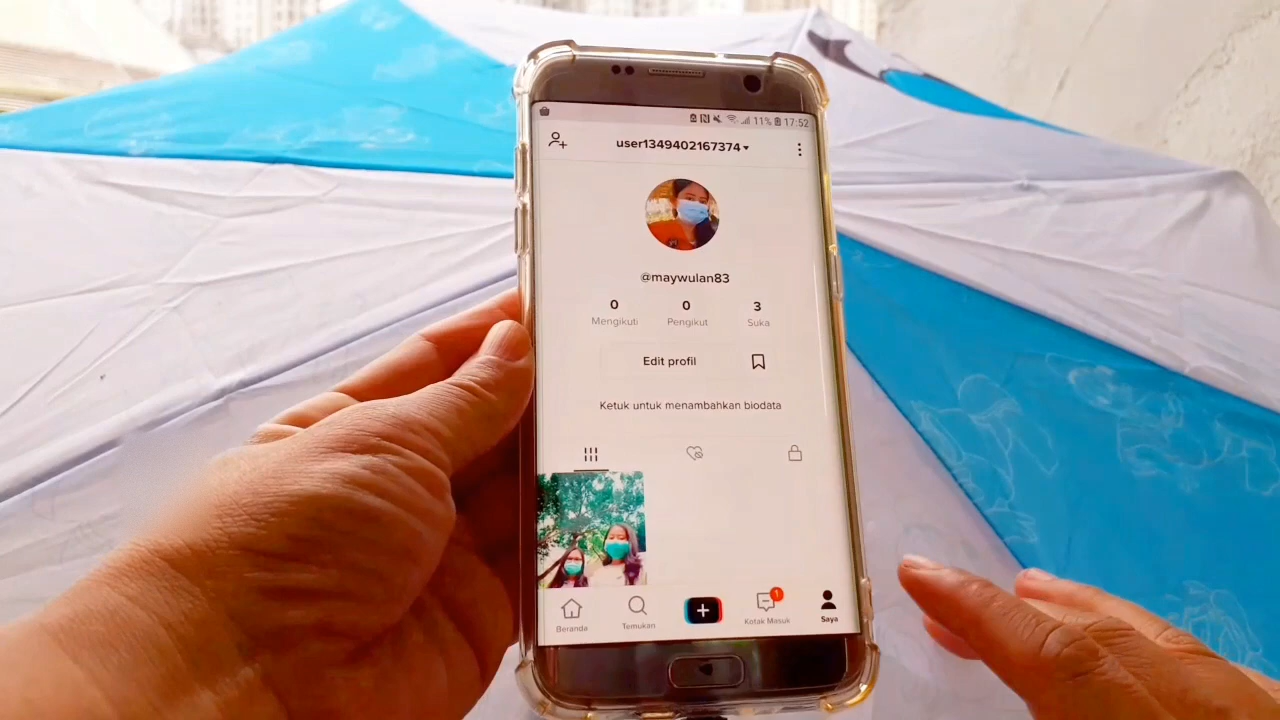 11% 17:52
user1349402167374
@maywulan83
0 0 3
Mengikuti Pengikut Suka
Edit profil
Ketuk untuk menambahkan biodata
1
Beranda Temukan Kotak Masuk Saya